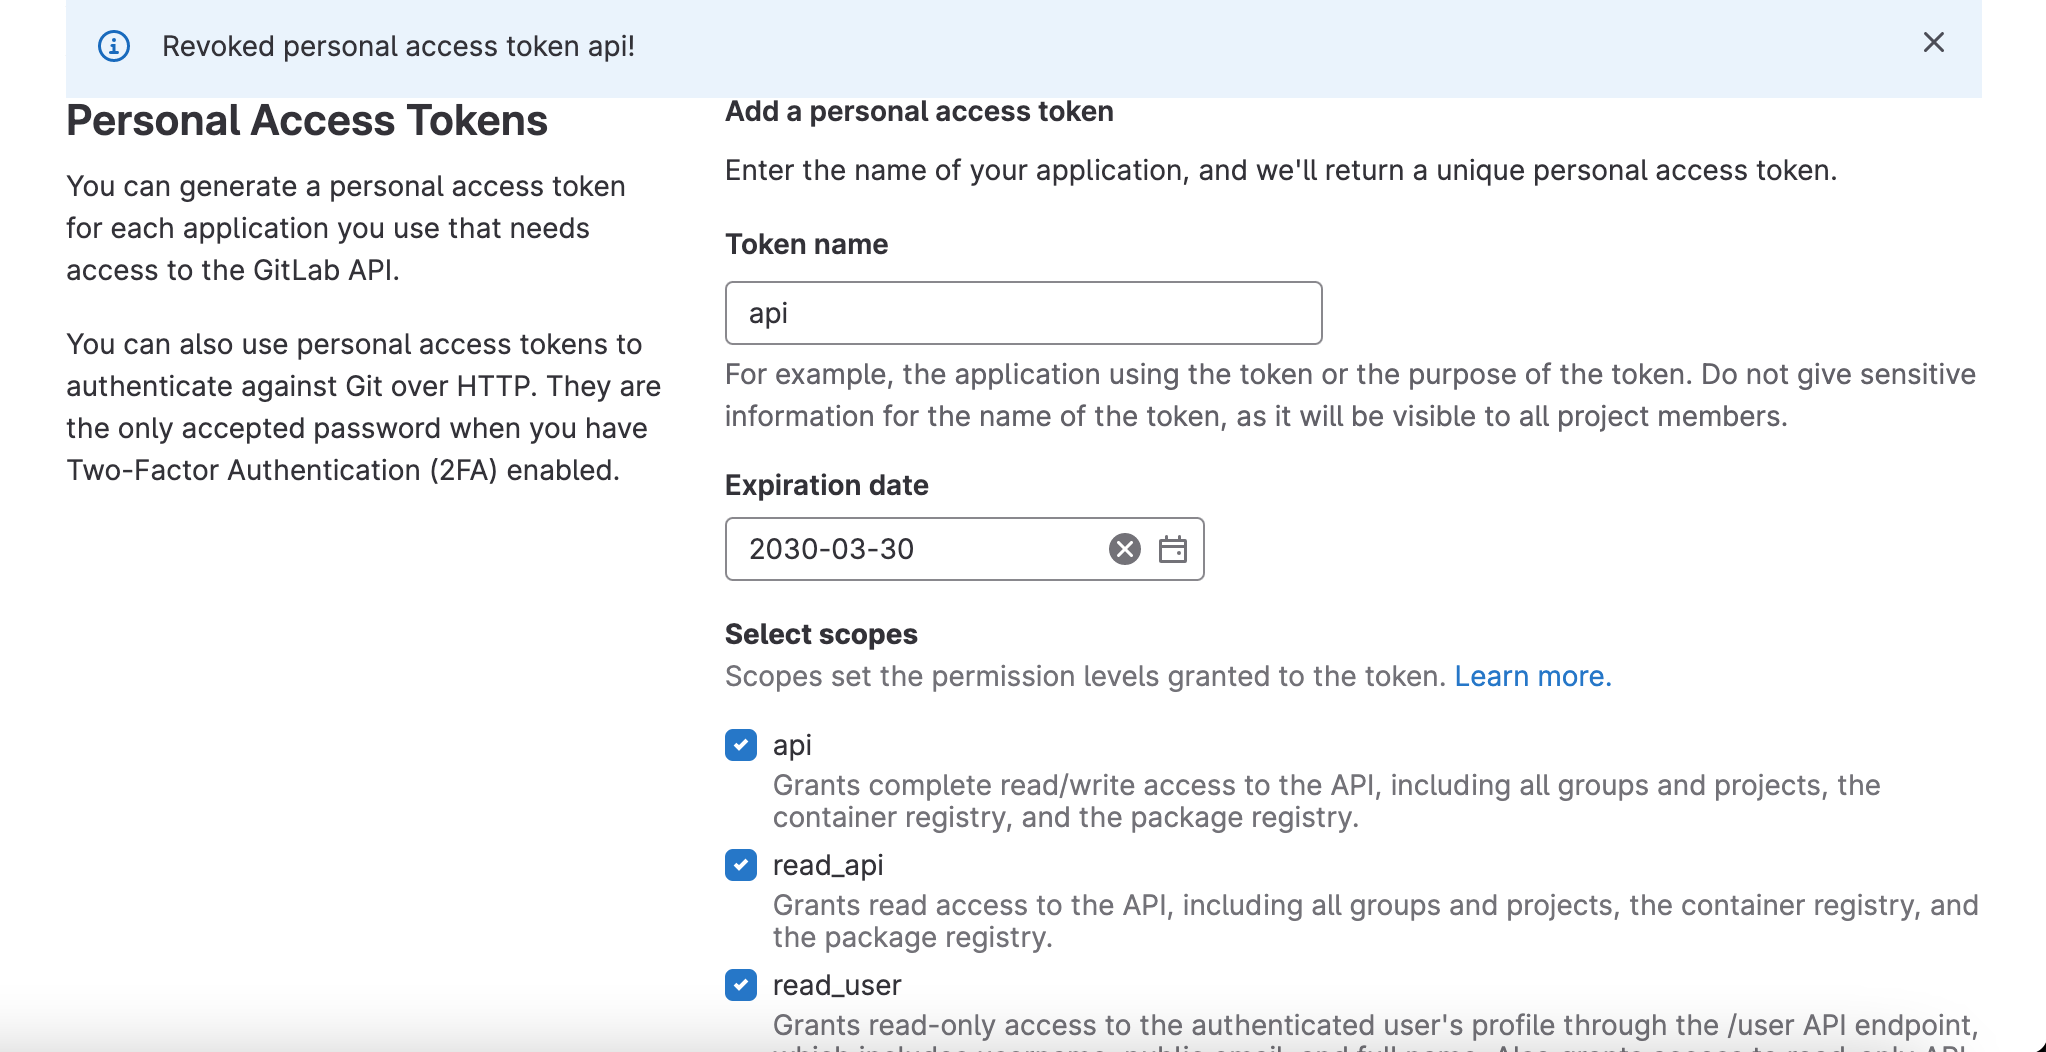 Revoked personal access token api!
Personal Access Tokens
You can generate a personal access token
for each application you use that needs
access to the GitLab API.
You can also use personal access tokens to
authenticate against Git over HTTP. They are
the only accepted password when you have
Two-Factor Authentication (2FA) enabled.
Add a personal access token
Enter the name of your application, and we'll return a unique personal access token.
Token name
api
For example, the application using the token or the purpose of the token. Do not give sensitive
information for the name of the token, as it will be visible to all project members.
Expiration date
2030-03-30
Select scopes
Scopes set the permission levels granted to the token. Learn more.
api
Grants complete read/write access to the API, including all groups and projects, the
container registry, and the package registry.
read_api
Grants read access to the API, including all groups and projects, the container registry, and
the package registry.
read_user
Grants read-only access to the authenticated user's profile through the /user API endpoint,